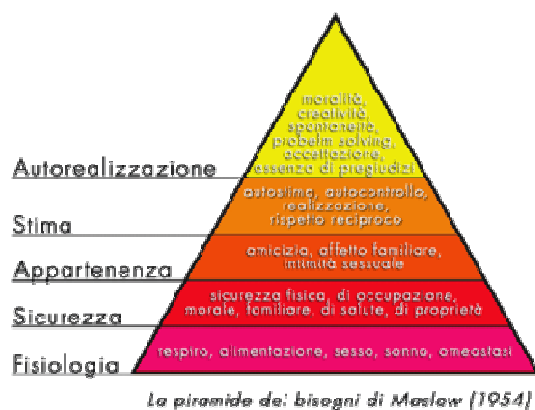 moralità,
creatività,
spontaneità,
probelm solving,
accettazione,
assenza di pregiudizi
Autorealizzazione
autostima, autocontrollo,
realizzazione,
rispetto reciproco
Stima
amicizia, affetto familiare,
intimità sessuale
Appartenenza
sicurezza fisica, di occupazione,
morale, familiare, di salute, di proprietà
Sicurezza
respiro, alimentazione, sesso, sonno, omeostasi
Fisiologia
La piramide dei bisogni di Maslow (1954)